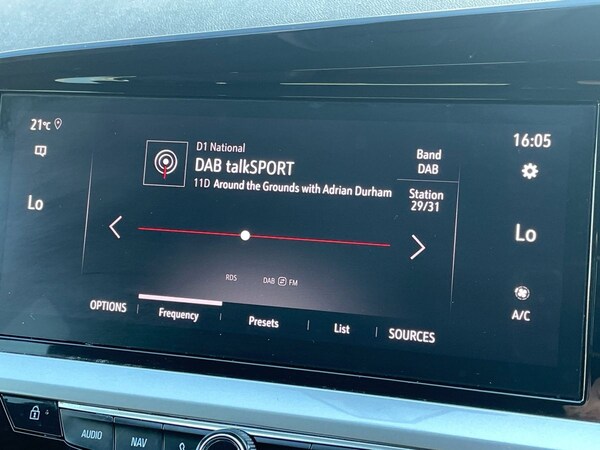 21°C
16:05
D1 National
DAB talkSPORT
11D Around the Grounds with Adrian Durham
Band
DAB
Station
29/31
Lo
Lo
RDS
DAB FM
A/C
OPTIONS
Frequency
Presets
List
SOURCES
AUDIO
NAV